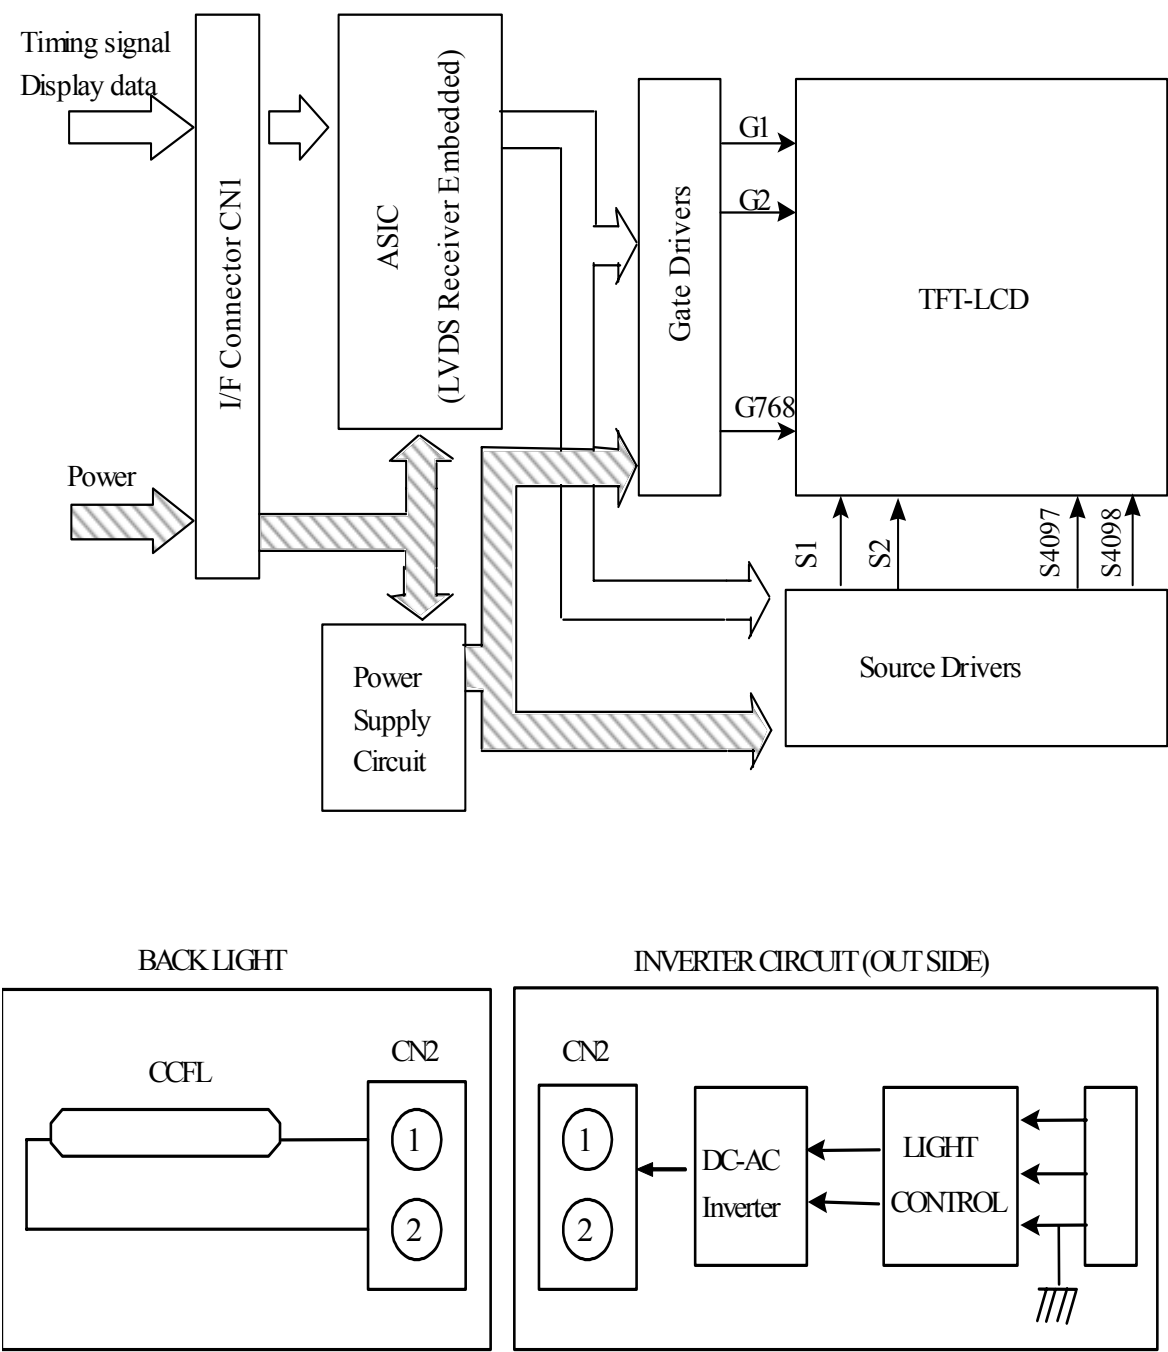 Timing signal
Display data
I/F Connector CN1
ASIC
(LVDS Receiver Embedded)
Gate Drivers
G1
G2
G768
TFT-LCD
Power
S1
S2
S4097
S4098
Source Drivers
Power
Supply
Circuit
BACK LIGHT
CCFL
CN2
1
2
INVERTER CIRCUIT (OUT SIDE)
CN2
1
2
DC-AC
Inverter
LIGHT
CONTROL